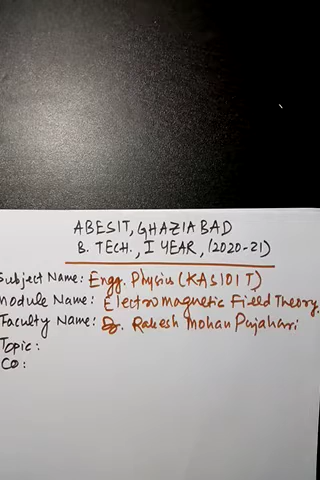 ABESIT, GHAZIABAD
B. TECH., I YEAR, (2020-21)
Subject Name: Engg. Physics (KAS101T)
Module Name: Electromagnetic Field Theory.
Faculty Name: Dr. Rakesh Mohan Pujahari
Topic:
CO: